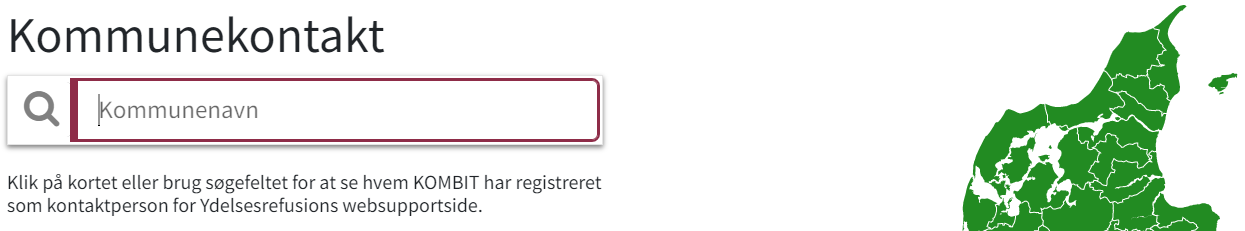 Kommunekontakt
Kommunenavn
Klik på kortet eller brug søgefeltet for at se hvem KOMBIT har registreret
som kontaktperson for Ydelsesrefusions websupportside.